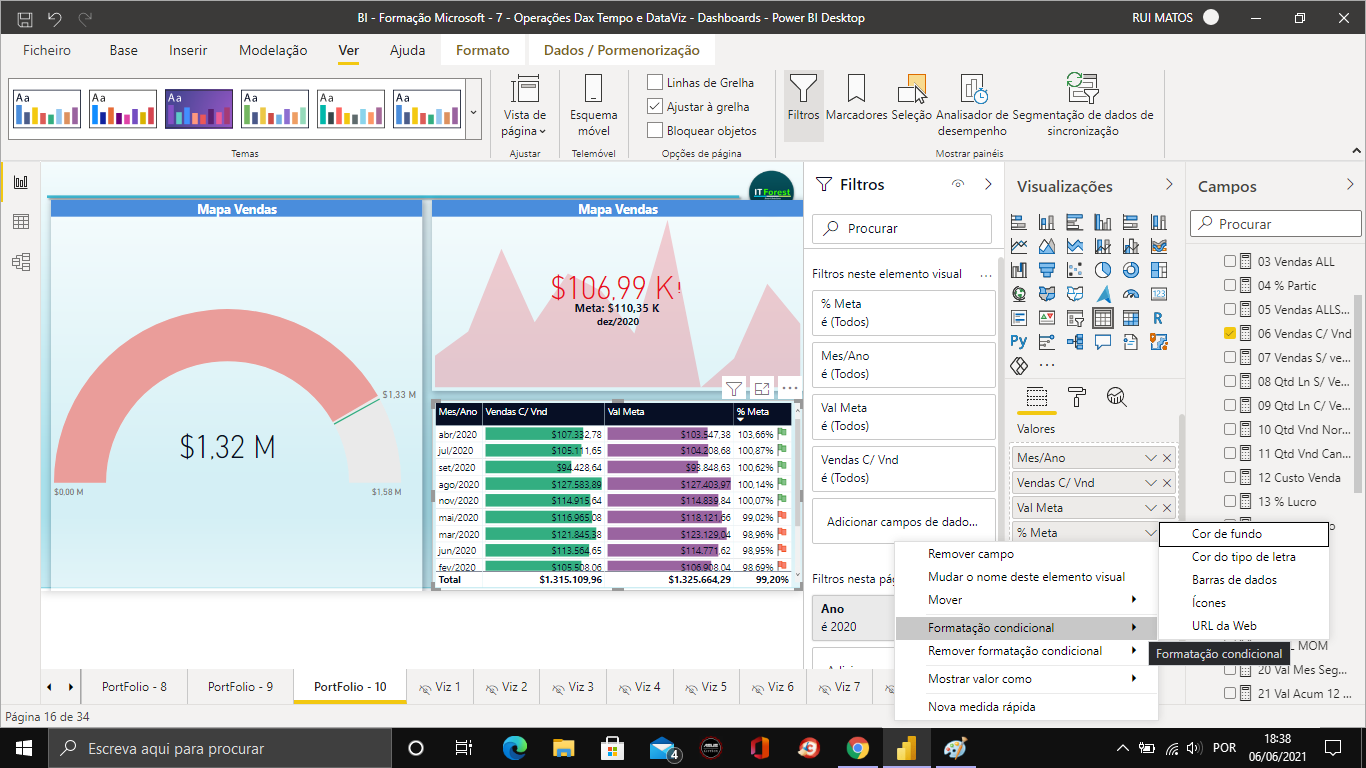 BI - Formação Microsoft - 7 - Operações Dax Tempo e DataViz - Dashboards - Power BI Desktop
RUI MATOS
Ficheiro Base Inserir Modelação Ver Ajuda Formato Dados / Pormenorização
Aa Aa Aa Aa Aa Aa
Temas
Vista de
página
Ajustar
Esquema
móvel
Telemóvel
Linhas de Grelha
Ajustar à grelha
Bloquear objetos
Opções de página
Filtros
Marcadores
Seleção
Analisador de
desempenho
Segmentação de dados de
sincronização
Mostrar painéis
ITForest
Mapa Vendas
$1,33 M
$1,32 M
$0.00 M
$1,58 M
Mapa Vendas
$106,99 K!
Meta: $110,35 K
dez/2020
Mes/Ano Vendas C/ Vnd Val Meta % Meta
abr/2020 $107.332,78 $103.547,38 103,66%
jul/2020 $105.111,65 $104.208,68 100,87%
set/2020 $94.428,64 $93.848,63 100,62%
ago/2020 $127.583,89 $127.403,97 100,14%
nov/2020 $114.915,64 $114.839,84 100,07%
mai/2020 $116.965,08 $118.121,66 99,02%
mar/2020 $121.845,38 $123.129,04 98,96%
jun/2020 $113.564,65 $114.771,62 98,95%
fev/2020 $105.508,06 $106.908,04 98,69%
Total $1.315.109,96 $1.325.664,29 99,20%
Filtros
Procurar
Filtros neste elemento visual
...
% Meta
é (Todos)
Mes/Ano
é (Todos)
Val Meta
é (Todos)
Vendas C/ Vnd
é (Todos)
Adicionar campos de dado...
Filtros nesta pá
Ano
é 2020
Visualizações
R
Py
...
Valores
Mes/Ano
Vendas C/ Vnd
Val Meta
% Meta
Campos
Procurar
03 Vendas ALL
04 % Partic
05 Vendas ALLS...
06 Vendas C/ Vnd
07 Vendas S/ ve...
08 Qtd Ln S/ Ve...
09 Qtd Ln C/ Ve...
10 Qtd Vnd Nor...
11 Qtd Vnd Can...
12 Custo Venda
13 % Lucro
MOM
20 Val Mes Seg...
21 Val Acum 12 ...
Remover campo
Mudar o nome deste elemento visual
Mover
Formatação condicional
Remover formatação condicional
Mostrar valor como
Nova medida rápida
Cor de fundo
Cor do tipo de letra
Barras de dados
Ícones
URL da Web
Formatação condicional
PortFolio - 8 PortFolio - 9 PortFolio - 10 Viz 1 Viz 2 Viz 3 Viz 4 Viz 5 Viz 6 Viz 7
Página 16 de 34
Escreve aqui para procurar
4
POR
18:38
06/06/2021